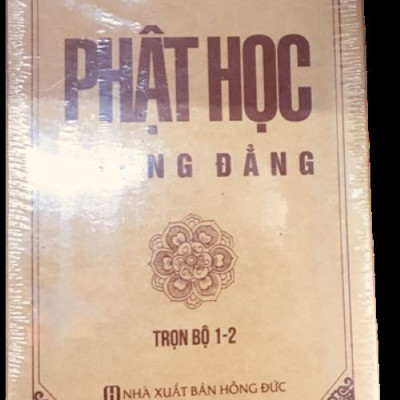 PHẬT HỌC
ĐẲNG
TRỌN BỘ 1-2
NHÀ XUẤT BẢN HỒNG ĐỨC